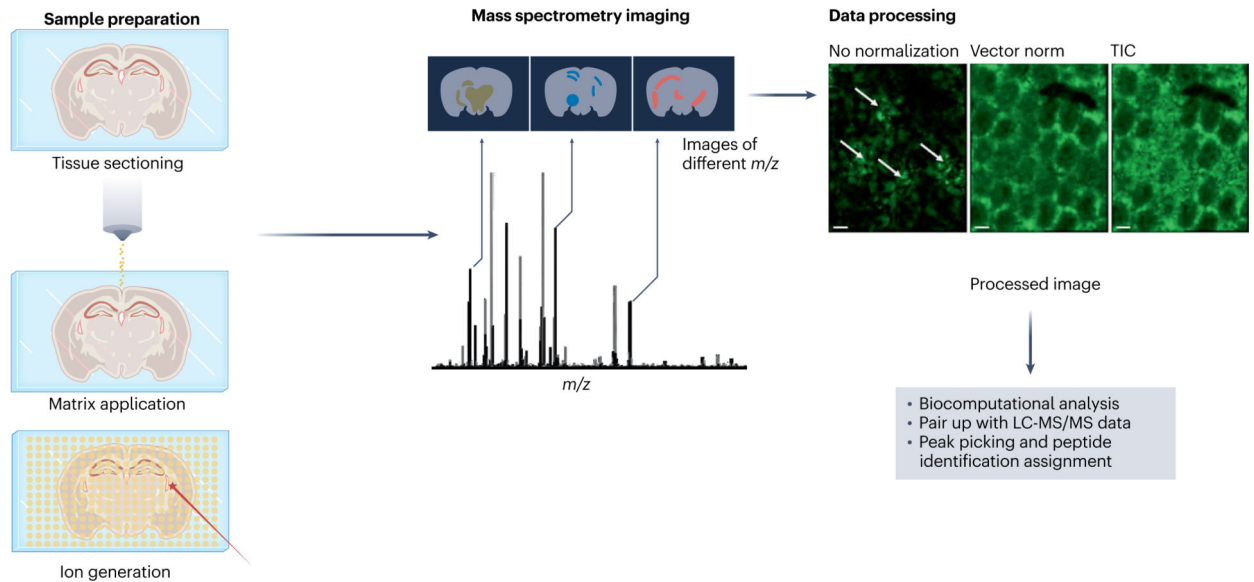 Sample preparation
Tissue sectioning
Matrix application
Ion generation
Mass spectrometry imaging
Images of
different m/z
m/z
Data processing
No normalization
Vector norm
TIC
Processed image
• Biocomputational analysis
• Pair up with LC-MS/MS data
• Peak picking and peptide
identification assignment